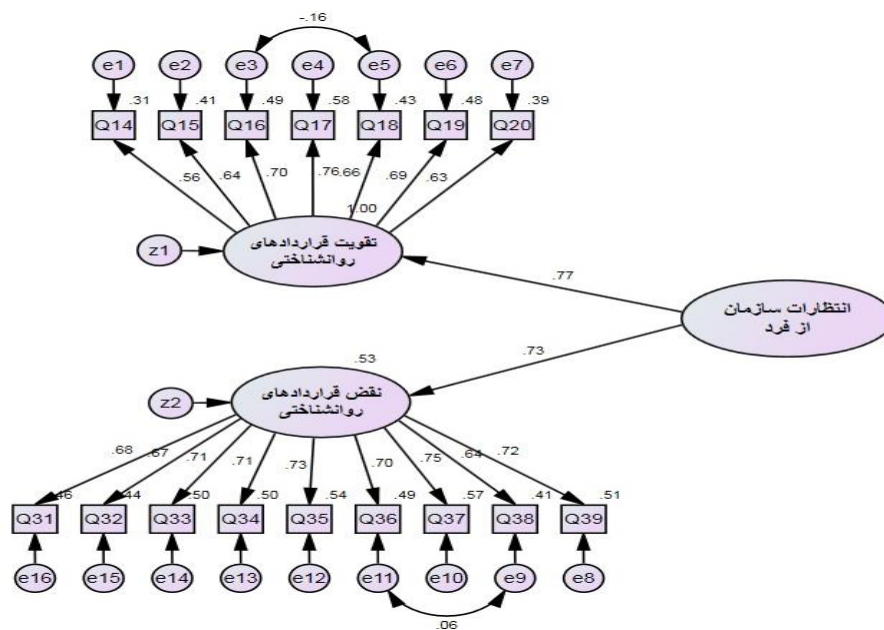 -.16
e1 e2 e3 e4 e5 e6 e7
.31 .41 .49 .58 .43 .48 .39
Q14 Q15 Q16 Q17 Q18 Q19 Q20
.56 .64 .70 .76 .66 .69 .63
1.00
z1
تقویت قراردادهای
روانشناختی
.77
انتظارات سازمان
از فرد
.73
.53
z2
نقض قراردادهای
روانشناختی
.68 .67 .71 .71 .73 .70 .75 .64 .72
.46 .44 .50 .50 .54 .49 .57 .41 .51
Q31 Q32 Q33 Q34 Q35 Q36 Q37 Q38 Q39
e16 e15 e14 e13 e12 e11 e10 e9 e8
.06